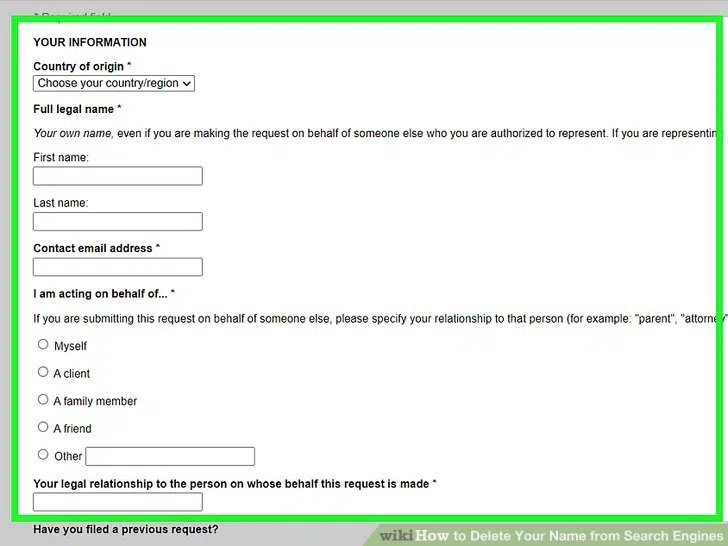 * Required field
YOUR INFORMATION
Country of origin *
Choose your country/region
Full legal name *
Your own name, even if you are making the request on behalf of someone else who you are authorized to represent. If you are representin
First name:
Last name:
Contact email address *
I am acting on behalf of... *
If you are submitting this request on behalf of someone else, please specify your relationship to that person (for example: "parent", "attorney"
Myself
A client
A family member
A friend
Other
Your legal relationship to the person on whose behalf this request is made *
Have you filed a previous request?
wikiHow to Delete Your Name from Search Engines